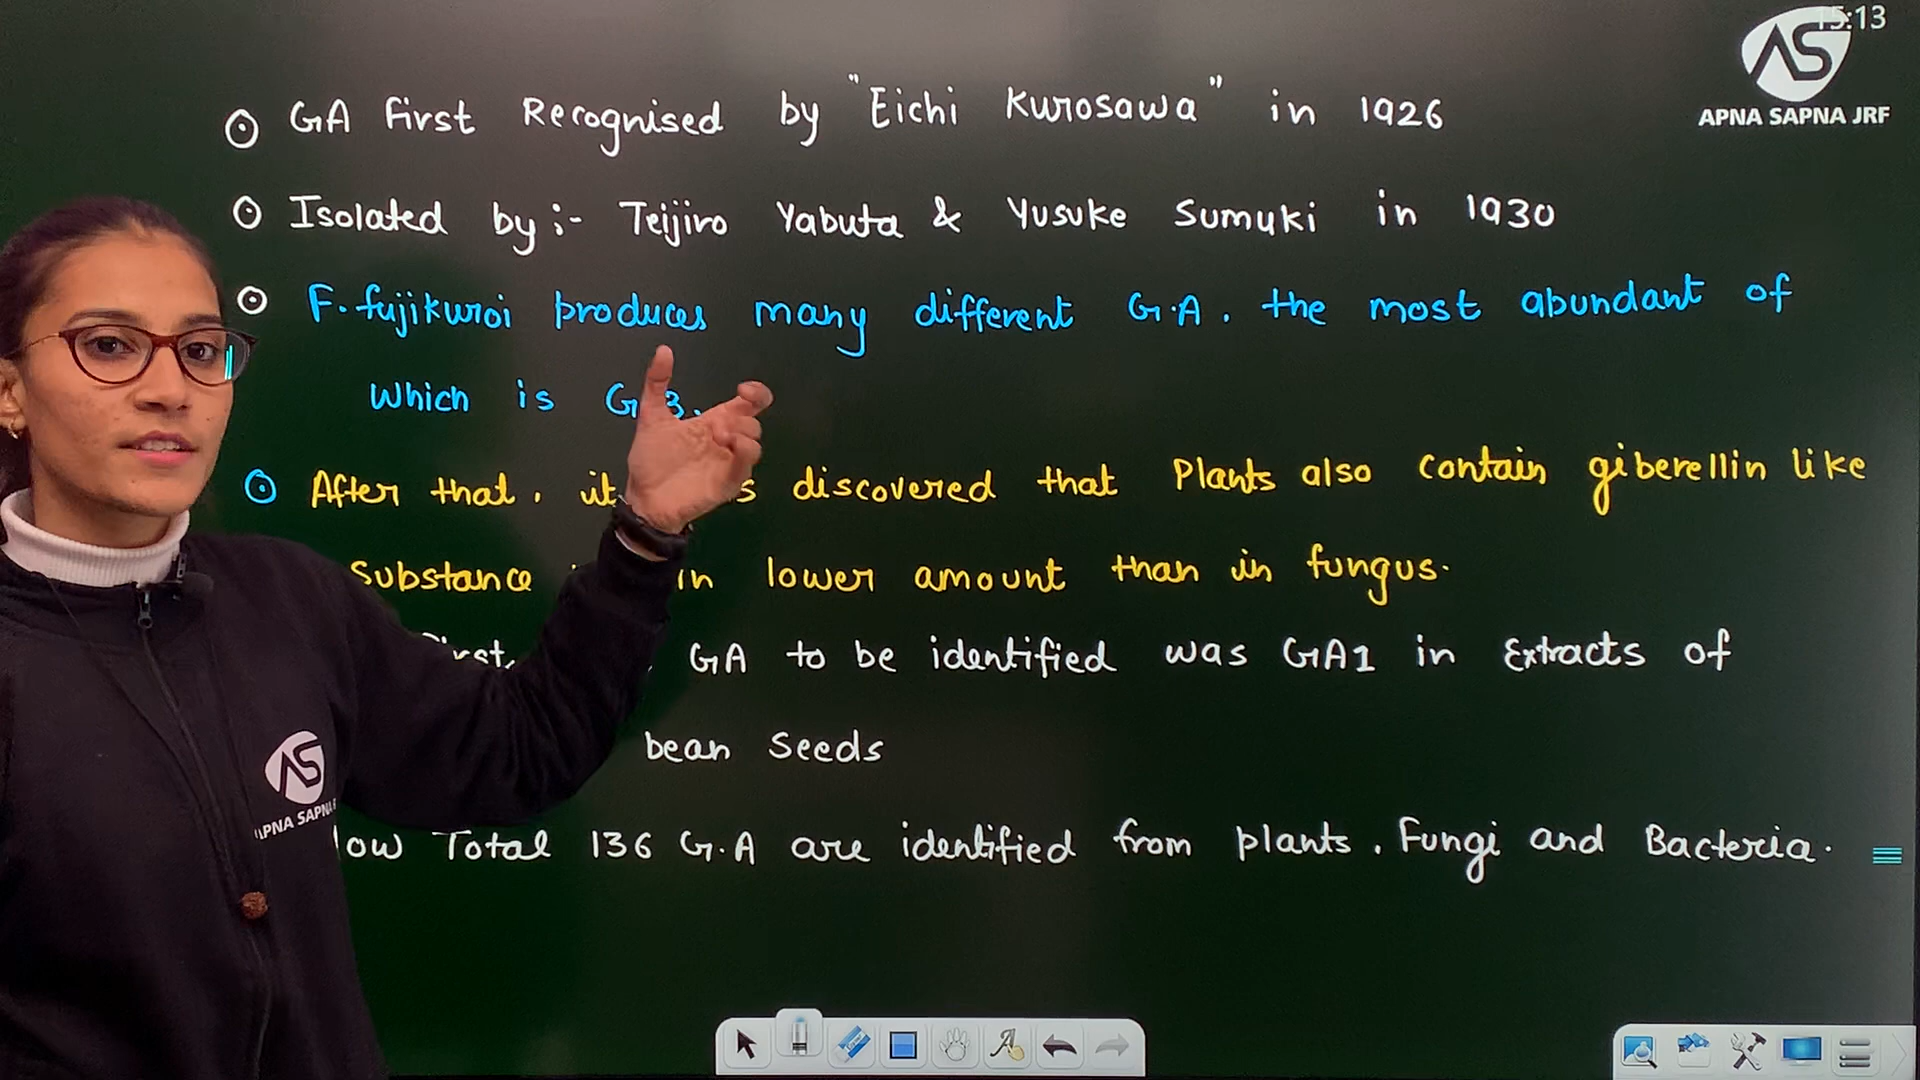 15:13
AS
APNA SAPNA JRF
GA First Recognised by "Eichi Kurosawa" in 1926
Isolated by:- Teijiro Yabuta & Yusuke Sumuki in 1930
F. fujikuroi produces many different G.A. the most abundant of
which is
After that, discovered that Plants also contain giberellin like
Substance in lower amount than in fungus.
GA to be identified was GA1 in Extracts of
bean Seeds
Total 136 G.A are identified from plants, Fungi and Bacteria.
AS
APNA SAPNA